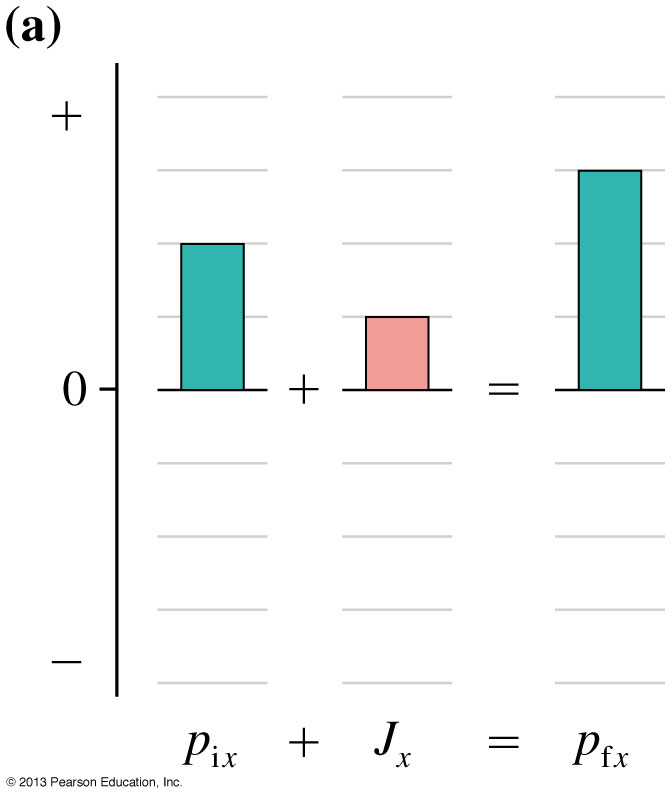 (a)
+
0 + =
−
p_ix + J_x = p_fx
© 2013 Pearson Education, Inc.